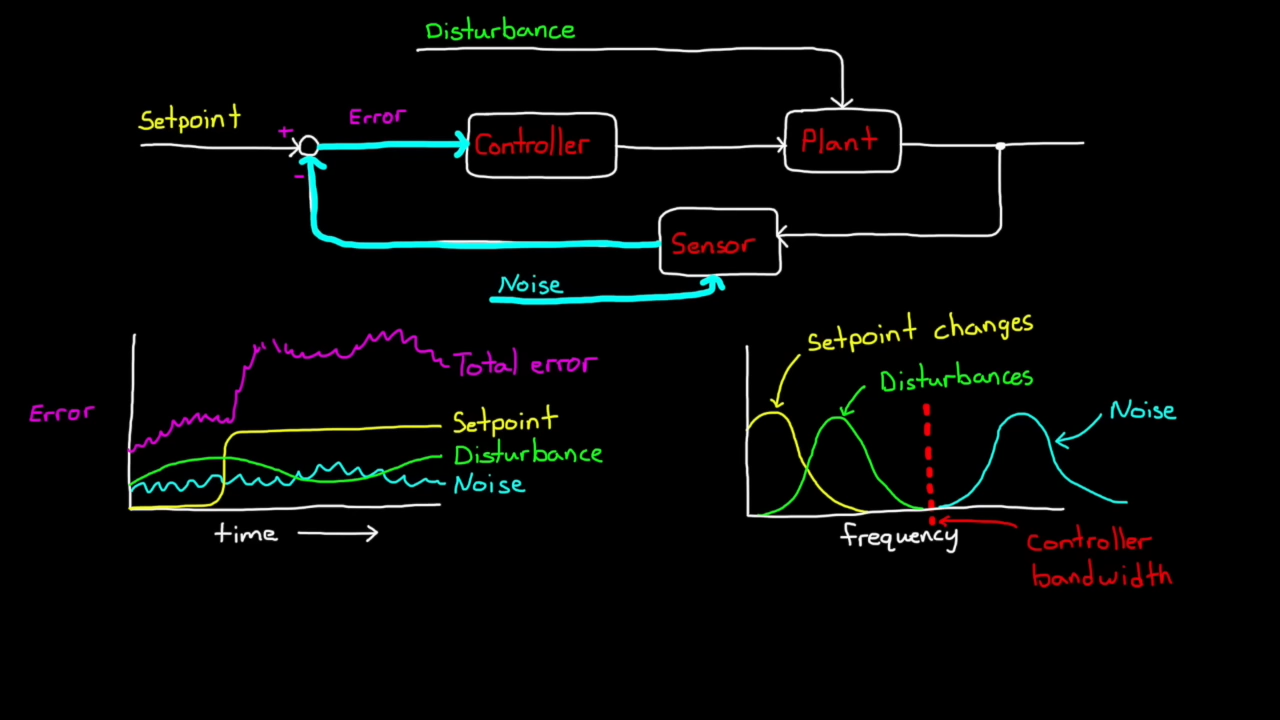 Disturbance
Setpoint
+
Error
Controller
Plant
-
Sensor
Noise
Error
Total error
Setpoint
Disturbance
Noise
time
Setpoint changes
Disturbances
Noise
frequency
Controller
bandwidth